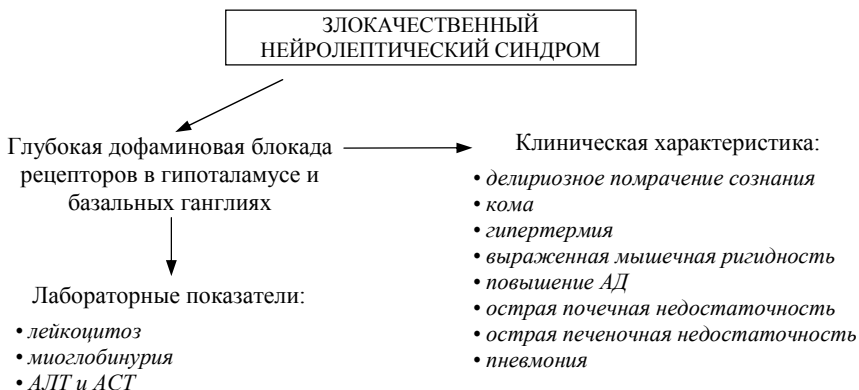 ЗЛОКАЧЕСТВЕННЫЙ
НЕЙРОЛЕПТИЧЕСКИЙ СИНДРОМ
Глубокая дофаминовая блокада
рецепторов в гипоталамусе и
базальных ганглиях
Клиническая характеристика:
• делириозное помрачение сознания
• кома
• гипертермия
• выраженная мышечная ригидность
• повышение АД
• острая почечная недостаточность
• острая печеночная недостаточность
• пневмония
Лабораторные показатели:
• лейкоцитоз
• миоглобинурия
• АЛТ и АСТ